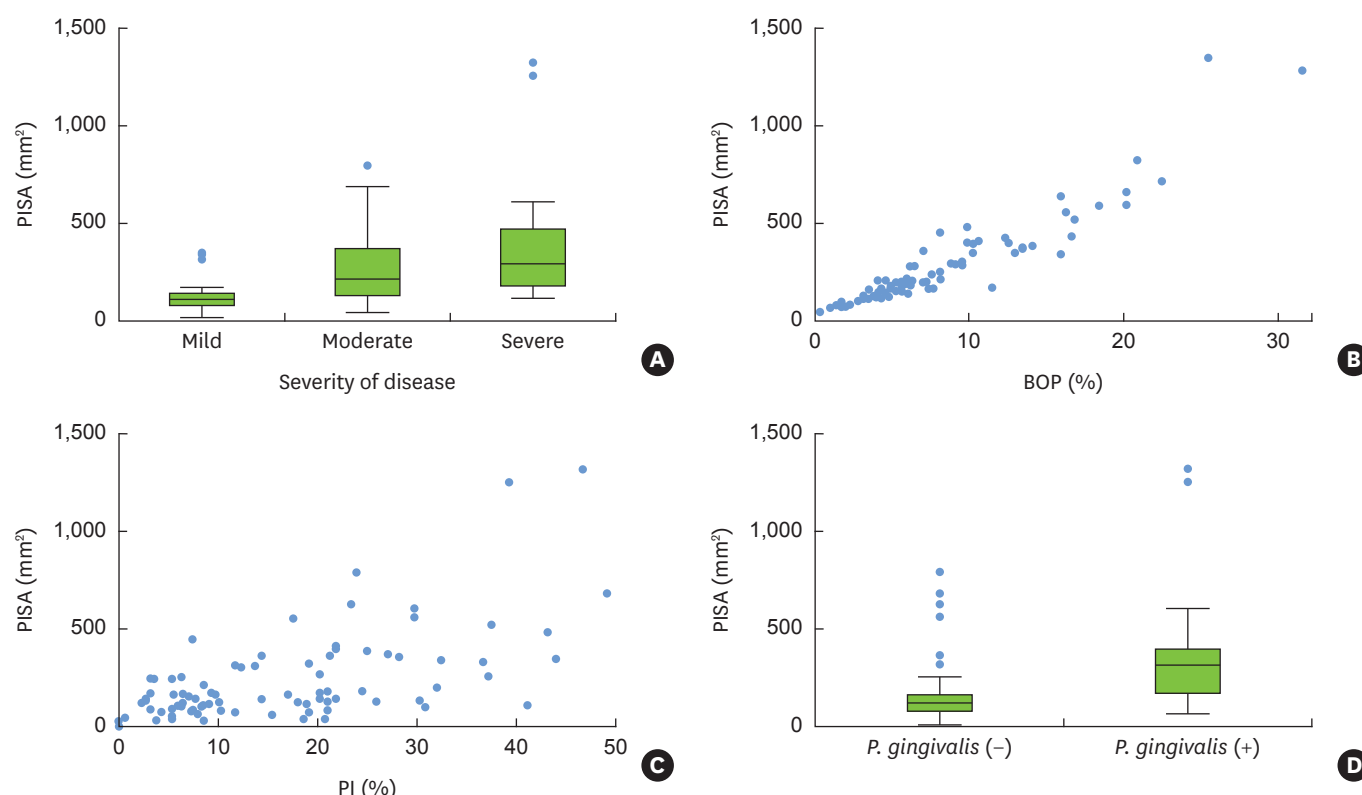 1,500
1,000
500
0
PISA (mm²)
Mild Moderate Severe
Severity of disease
A
1,500
1,000
500
0
PISA (mm²)
0 10 20 30
BOP (%)
B
1,500
1,000
500
0
PISA (mm²)
0 10 20 30 40 50
PI (%)
C
1,500
1,000
500
0
PISA (mm²)
P. gingivalis (−) P. gingivalis (+)
D